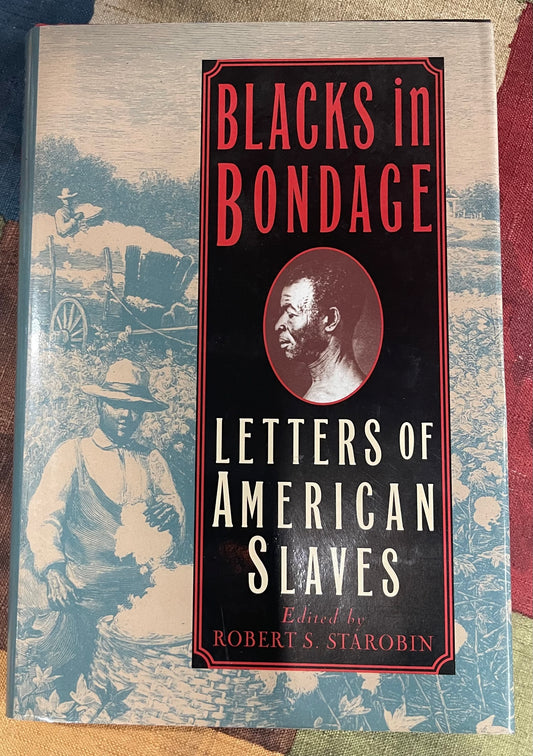 BLACKS in
BONDAGE
LETTERS OF
AMERICAN
SLAVES
Edited by
ROBERT S. STAROBIN